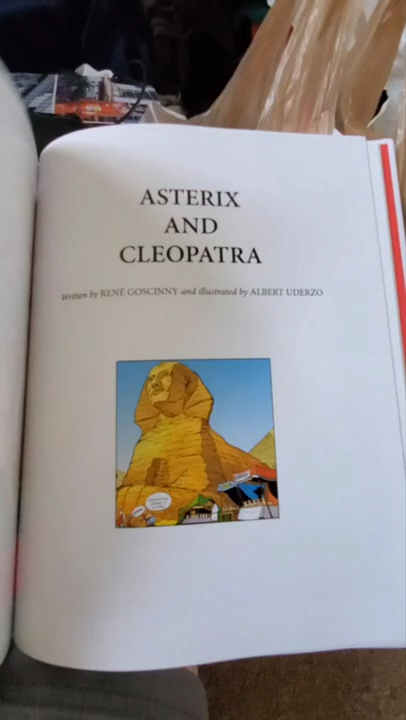 ASTERIX
AND
CLEOPATRA
Written by RENÉ GOSCINNY and illustrated by ALBERT UDERZO